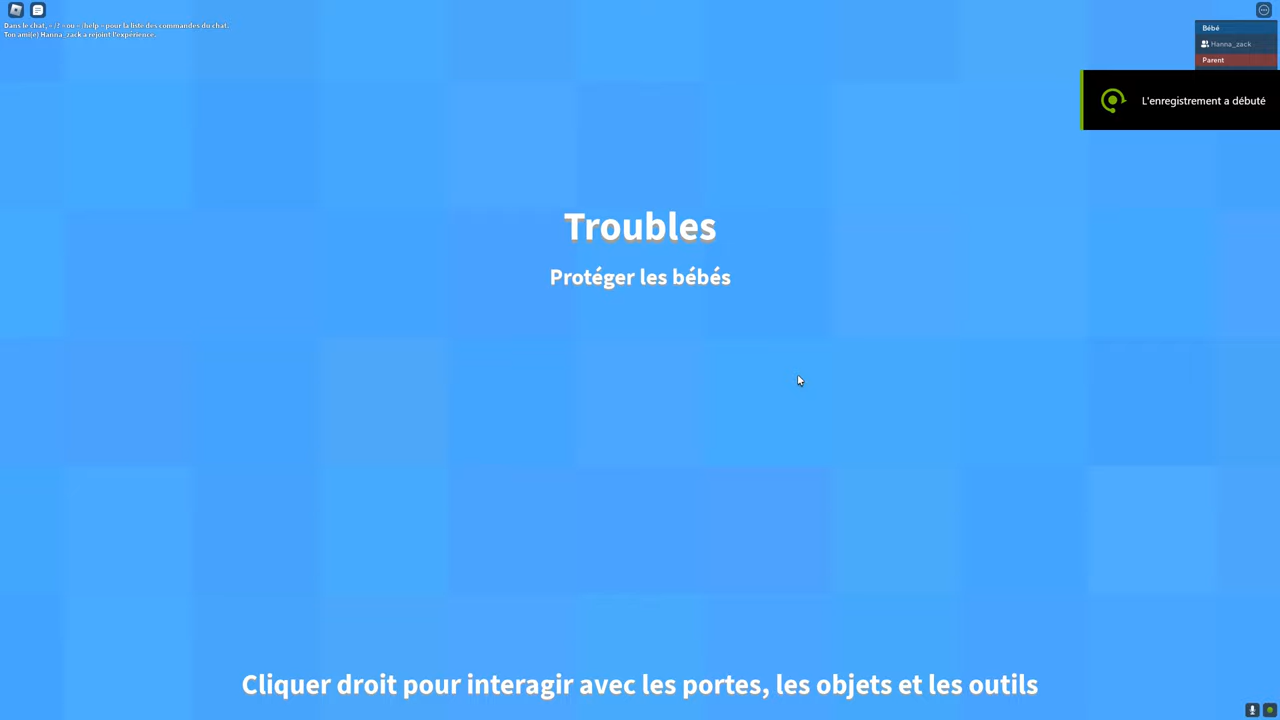 Dans le chat, « /? » ou « /help » pour la liste des commandes du chat.
Ton ami(e) Hanna_zack a rejoint l'expérience.
Bébé
Hanna_zack
Parent
L'enregistrement a débuté
Troubles
Protéger les bébés
Cliquer droit pour interagir avec les portes, les objets et les outils